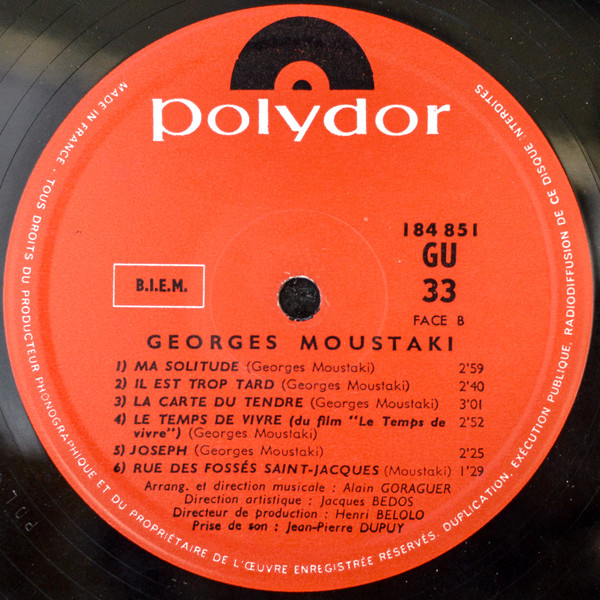 polydor
MADE IN FRANCE · TOUS DROITS DU PRODUCTEUR PHONOGRAPHIQUE ET DU PROPRIÉTAIRE DE L'ŒUVRE ENREGISTRÉE RÉSERVÉS. DUPLICATION, EXÉCUTION PUBLIQUE, RADIODIFFUSION DE CE DISQUE INTERDITES
184 851
GU
B.I.E.M.
33
FACE B
GEORGES MOUSTAKI
1) MA SOLITUDE (Georges Moustaki) 2'59
2) IL EST TROP TARD (Georges Moustaki) 2'40
3) LA CARTE DU TENDRE (Georges Moustaki) 3'01
4) LE TEMPS DE VIVRE (du film "Le Temps de 2'52
vivre") (Georges Moustaki)
5) JOSEPH (Georges Moustaki) 2'25
6) RUE DES FOSSÉS SAINT-JACQUES (Moustaki) 1'29
Arrang. et direction musicale : Alain GORAGUER
Direction artistique : Jacques BEDOS
Directeur de production : Henri BELOLO
Prise de son : Jean-Pierre DUPUY